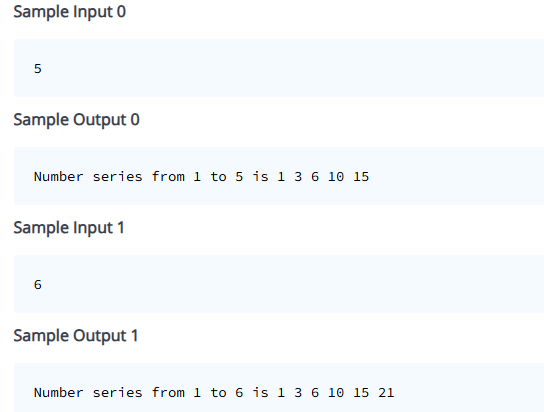 Sample Input 0
5
Sample Output 0
Number series from 1 to 5 is 1 3 6 10 15
Sample Input 1
6
Sample Output 1
Number series from 1 to 6 is 1 3 6 10 15 21